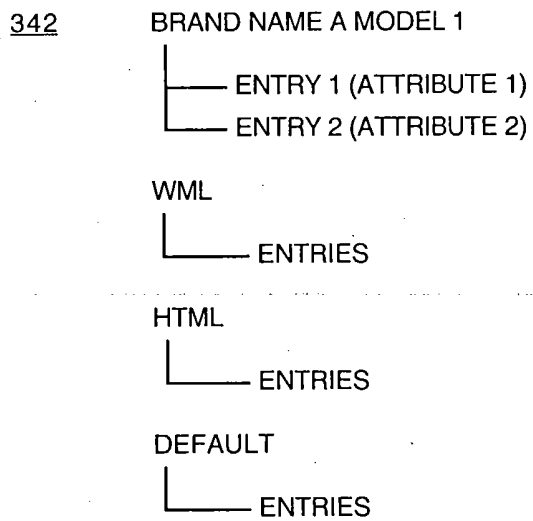 342 BRAND NAME A MODEL 1
ENTRY 1 (ATTRIBUTE 1)
ENTRY 2 (ATTRIBUTE 2)
WML
ENTRIES
HTML
ENTRIES
DEFAULT
ENTRIES